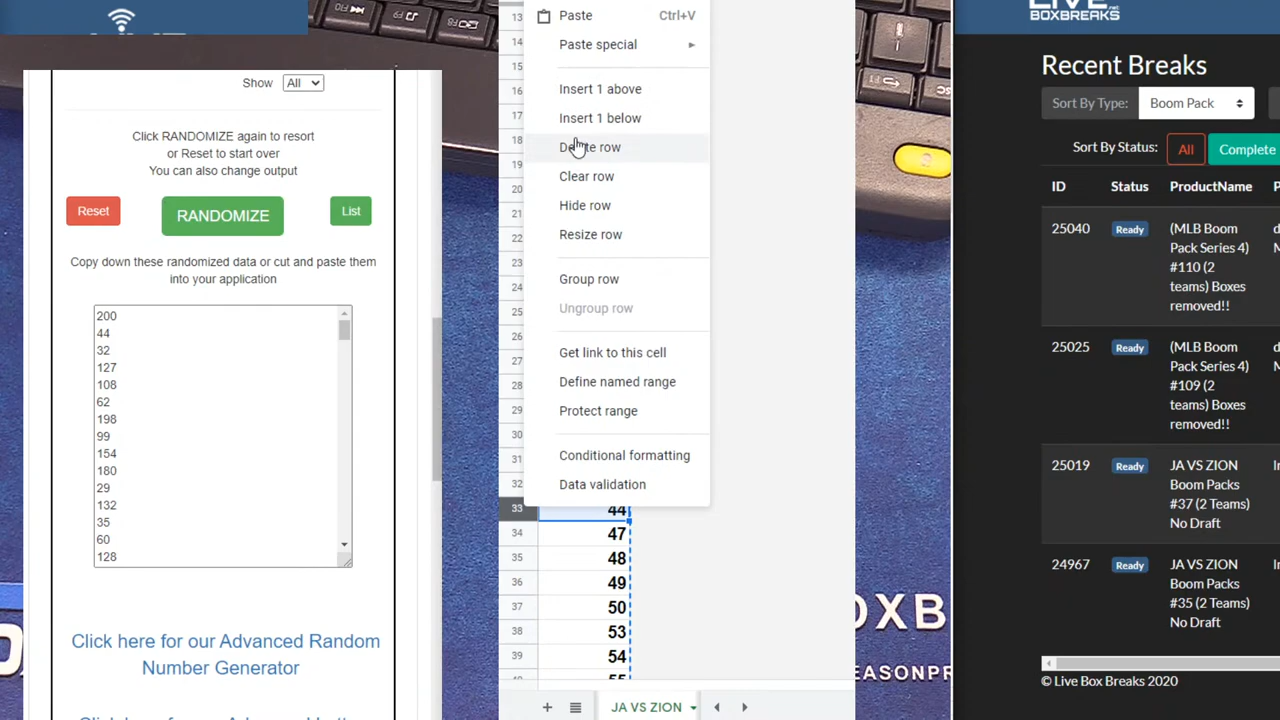 Show All
Click RANDOMIZE again to resort
or Reset to start over
You can also change output
Reset
RANDOMIZE
List
Copy down these randomized data or cut and paste them
into your application
200
44
32
127
108
62
198
99
154
180
29
132
35
60
128
Click here for our Advanced Random
Number Generator
13
14
15
16
17
18
19
20
21
22
23
24
25
26
27
28
29
30
31
32
33
34
35
36
37
38
39
Paste Ctrl+V
Paste special
Insert 1 above
Insert 1 below
Delete row
Clear row
Hide row
Resize row
Group row
Ungroup row
Get link to this cell
Define named range
Protect range
Conditional formatting
Data validation
44
47
48
49
50
53
54
JA VS ZION
OXB
EASONPR
LIVE.net
BOXBREAKS
Recent Breaks
Sort By Type: Boom Pack
Sort By Status: All Complete
ID Status ProductName
25040 Ready (MLB Boom
Pack Series 4)
#110 (2
teams) Boxes
removed!!
25025 Ready (MLB Boom
Pack Series 4)
#109 (2
teams) Boxes
removed!!
25019 Ready JA VS ZION
Boom Packs
#37 (2 Teams)
No Draft
24967 Ready JA VS ZION
Boom Packs
#35 (2 Teams)
No Draft
© Live Box Breaks 2020